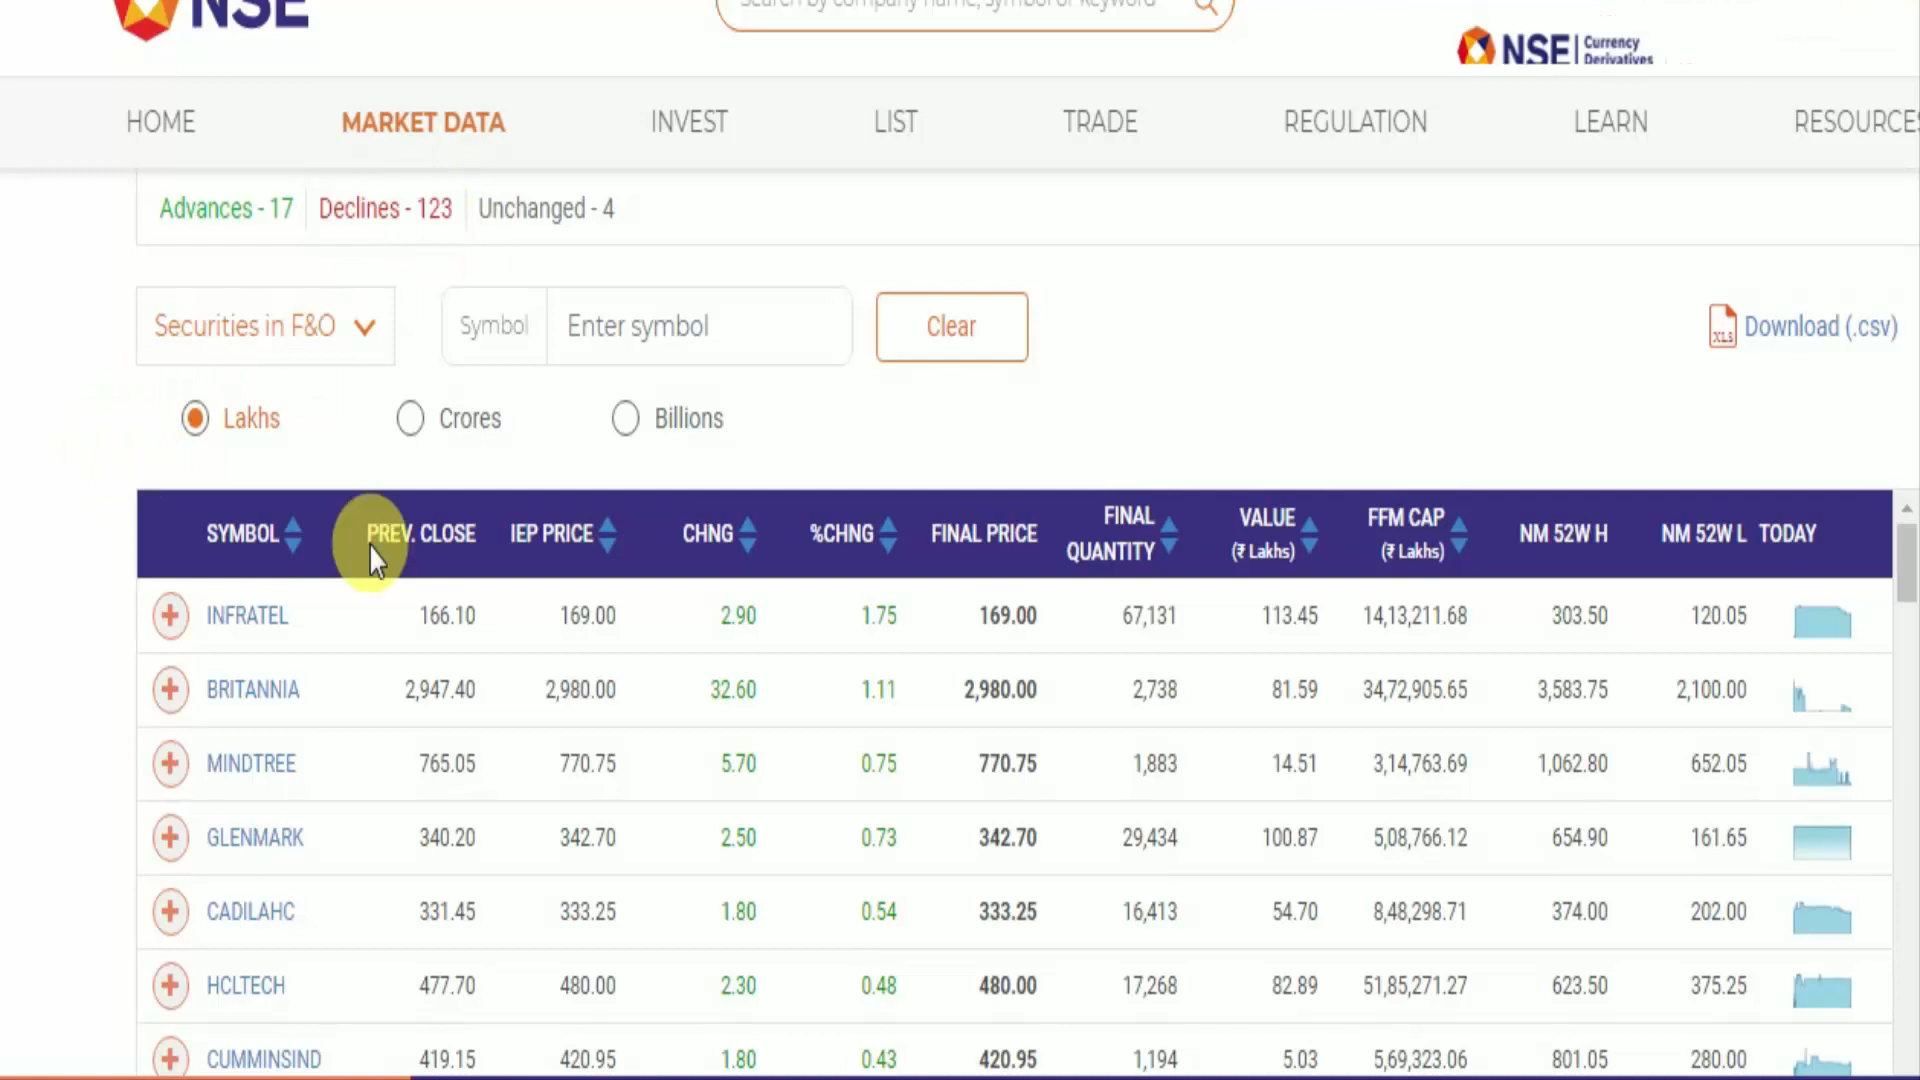 NSE
Search by company name, symbol or keyword
NSE | Currency
Derivatives
HOME MARKET DATA INVEST LIST TRADE REGULATION LEARN RESOURCES
Advances - 17 Declines - 123 Unchanged - 4
Securities in F&O Symbol Enter symbol Clear XLS Download (.csv)
Lakhs Crores Billions
SYMBOL PREV. CLOSE IEP PRICE CHNG %CHNG FINAL PRICE FINAL QUANTITY VALUE (₹ Lakhs) FFM CAP (₹ Lakhs) NM 52W H NM 52W L TODAY
INFRATEL 166.10 169.00 2.90 1.75 169.00 67,131 113.45 14,13,211.68 303.50 120.05
BRITANNIA 2,947.40 2,980.00 32.60 1.11 2,980.00 2,738 81.59 34,72,905.65 3,583.75 2,100.00
MINDTREE 765.05 770.75 5.70 0.75 770.75 1,883 14.51 3,14,763.69 1,062.80 652.05
GLENMARK 340.20 342.70 2.50 0.73 342.70 29,434 100.87 5,08,766.12 654.90 161.65
CADILAHC 331.45 333.25 1.80 0.54 333.25 16,413 54.70 8,48,298.71 374.00 202.00
HCLTECH 477.70 480.00 2.30 0.48 480.00 17,268 82.89 51,85,271.27 623.50 375.25
CUMMINSIND 419.15 420.95 1.80 0.43 420.95 1,194 5.03 5,69,323.06 801.05 280.00